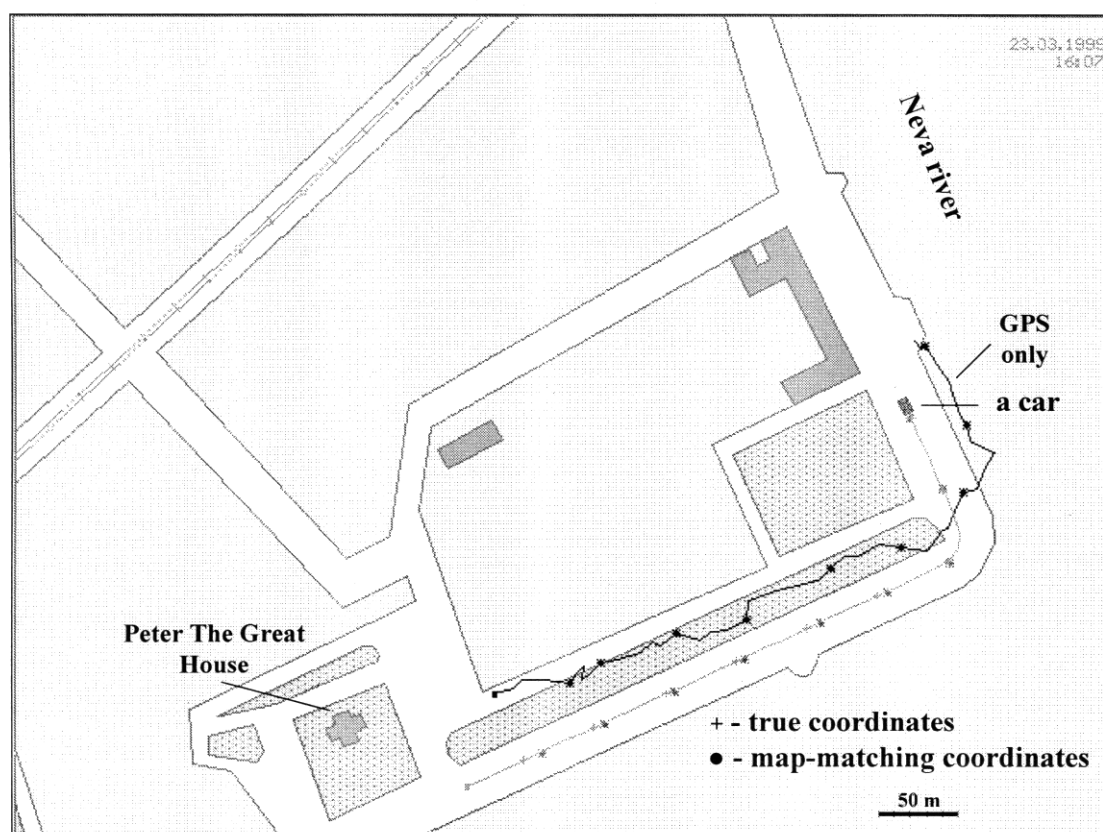 23.03.1999
16:07
Neva river
GPS
only
a car
Peter The Great
House
+ - true coordinates
● - map-matching coordinates
50 m